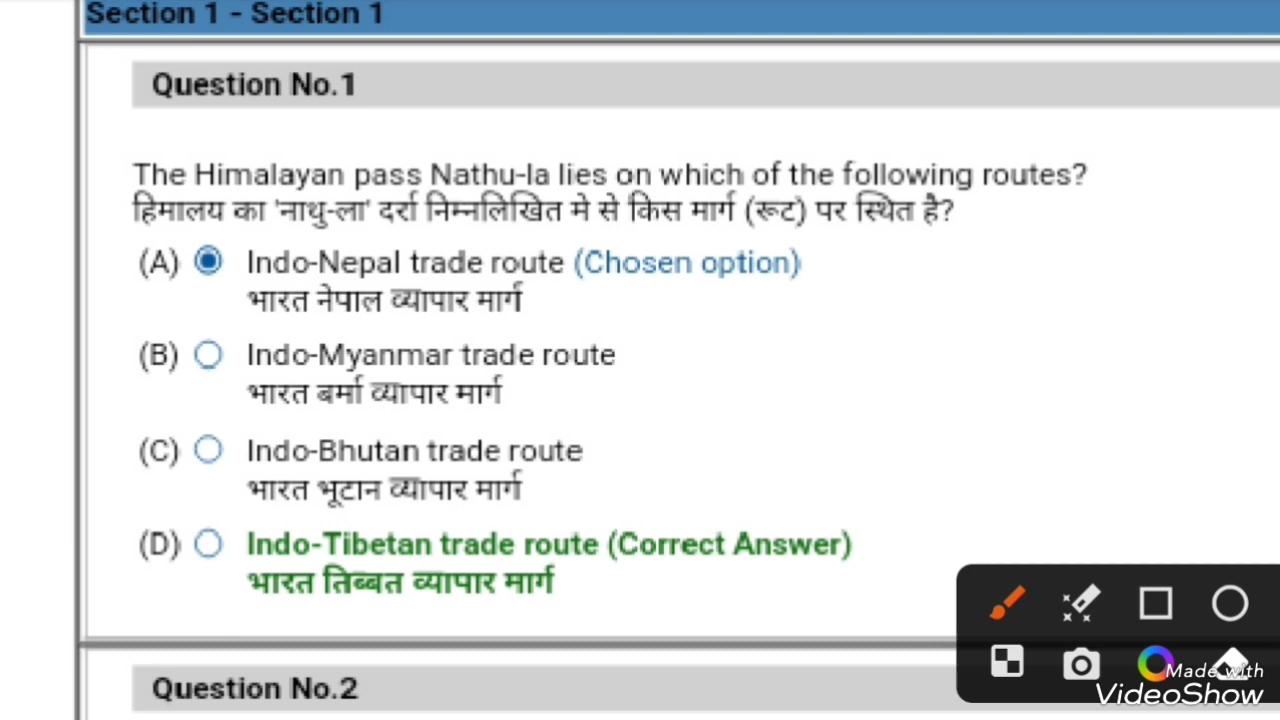 Section 1 - Section 1
Question No.1
The Himalayan pass Nathu-la lies on which of the following routes?
हिमालय का 'नाथु-ला' दर्रा निम्नलिखित मे से किस मार्ग (रूट) पर स्थित है?
(A) Indo-Nepal trade route (Chosen option)
भारत नेपाल व्यापार मार्ग
(B) Indo-Myanmar trade route
भारत बर्मा व्यापार मार्ग
(C) Indo-Bhutan trade route
भारत भूटान व्यापार मार्ग
(D) Indo-Tibetan trade route (Correct Answer)
भारत तिब्बत व्यापार मार्ग
Question No.2
Made with
VideoShow